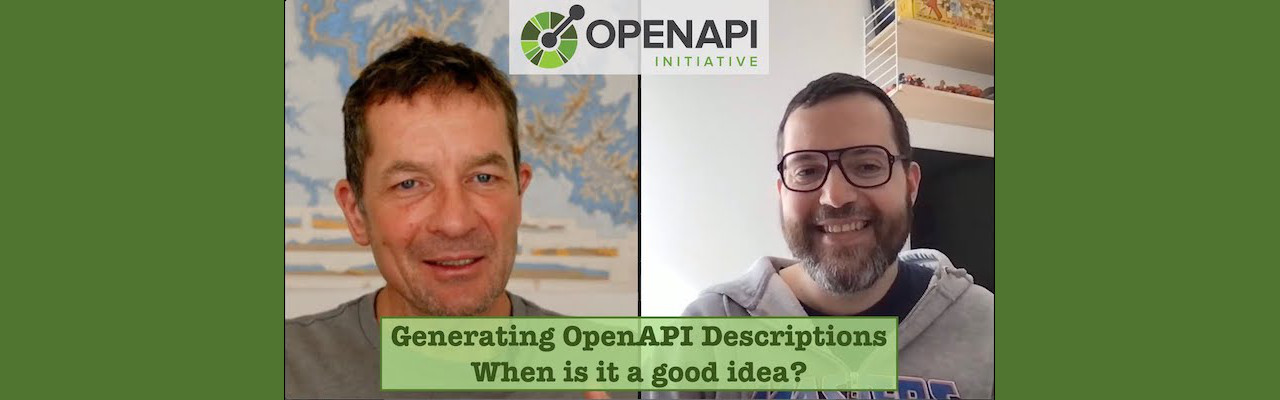 OPENAPI
INITIATIVE
Generating OpenAPI Descriptions
When is it a good idea?